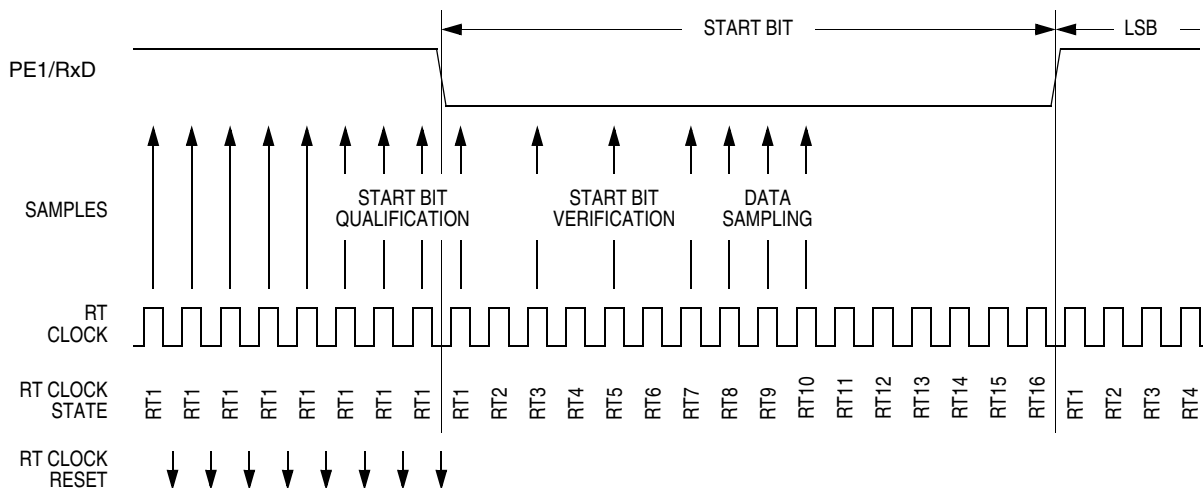 START BIT
LSB
PE1/RxD
SAMPLES
START BIT
QUALIFICATION
START BIT
VERIFICATION
DATA
SAMPLING
RT
CLOCK
RT CLOCK
STATE
RT1 RT1 RT1 RT1 RT1 RT1 RT1 RT1 RT1 RT2 RT3 RT4 RT5 RT6 RT7 RT8 RT9 RT10 RT11 RT12 RT13 RT14 RT15 RT16 RT1 RT2 RT3 RT4
RT CLOCK
RESET